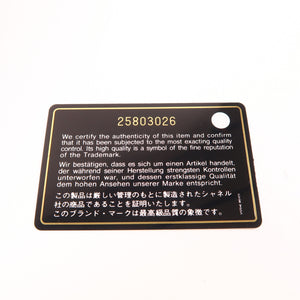 25803026
We certify the authenticity of this item and confirm
that it has been subjected to the most exacting quality
control. Its high quality is a symbol of the fine reputation
of the Trademark.
Wir bestätigen, dass es sich um einen Artikel handelt,
der während seiner Herstellung strengsten Kontrollen
unterworfen war, und dessen erstklassige Qualität
dem hohen Ansehen unserer Marke entspricht.
この製品は厳しい管理のもとに製造されたシャネル
社の商品であることを証明いたします。
このブランド・マークは最高級品質の象徴です。